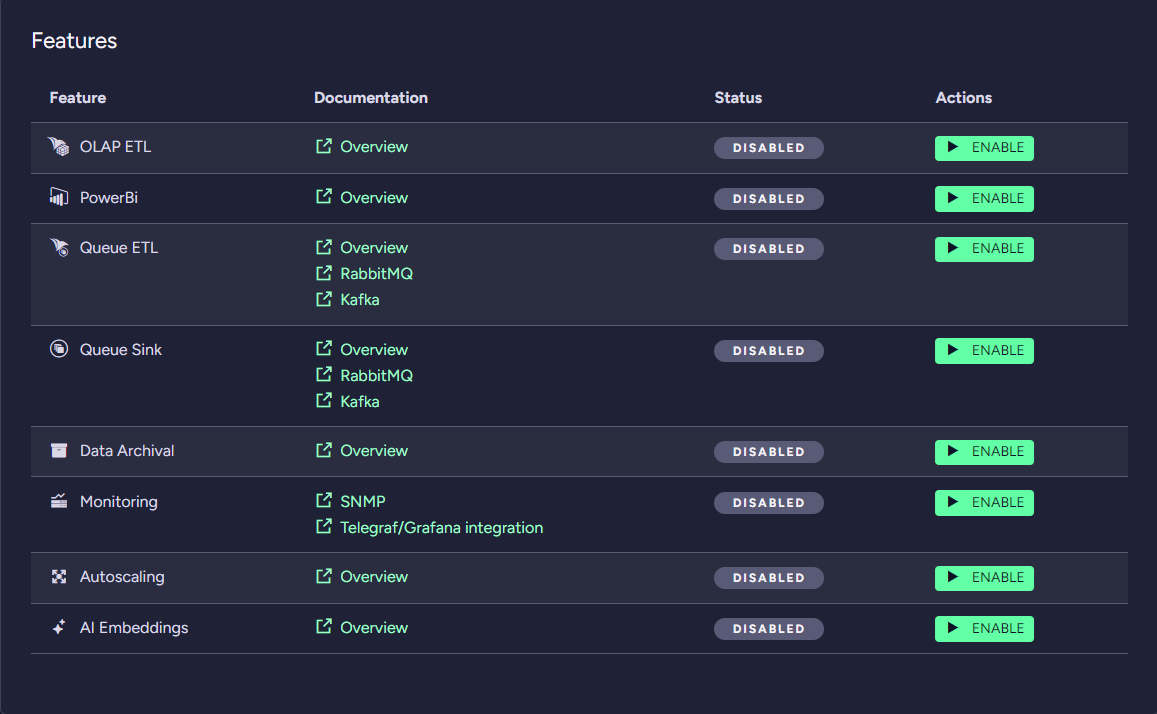 Features
Feature Documentation Status Actions
OLAP ETL Overview DISABLED ENABLE
PowerBi Overview DISABLED ENABLE
Queue ETL Overview DISABLED ENABLE
RabbitMQ
Kafka
Queue Sink Overview DISABLED ENABLE
RabbitMQ
Kafka
Data Archival Overview DISABLED ENABLE
Monitoring SNMP DISABLED ENABLE
Telegraf/Grafana integration
Autoscaling Overview DISABLED ENABLE
AI Embeddings Overview DISABLED ENABLE